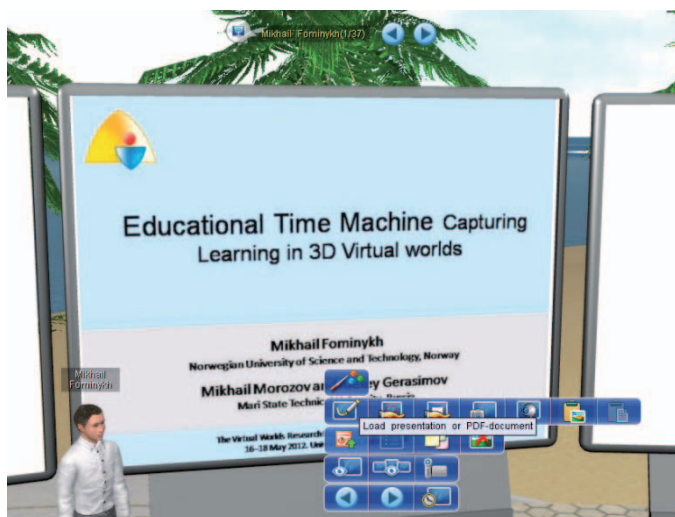 Mikhail Fominykh(1/37)
Educational Time Machine Capturing
Learning in 3D Virtual worlds
Mikhail Fominykh
Norwegian University of Science and Technology, Norway
Mikhail
Fominykh
Mikhail Morozov an ey Gerasimov
Mari State Technic
Load presentation or PDF-document
The Virtual Worlds Research
16-18 May 2012. Uni